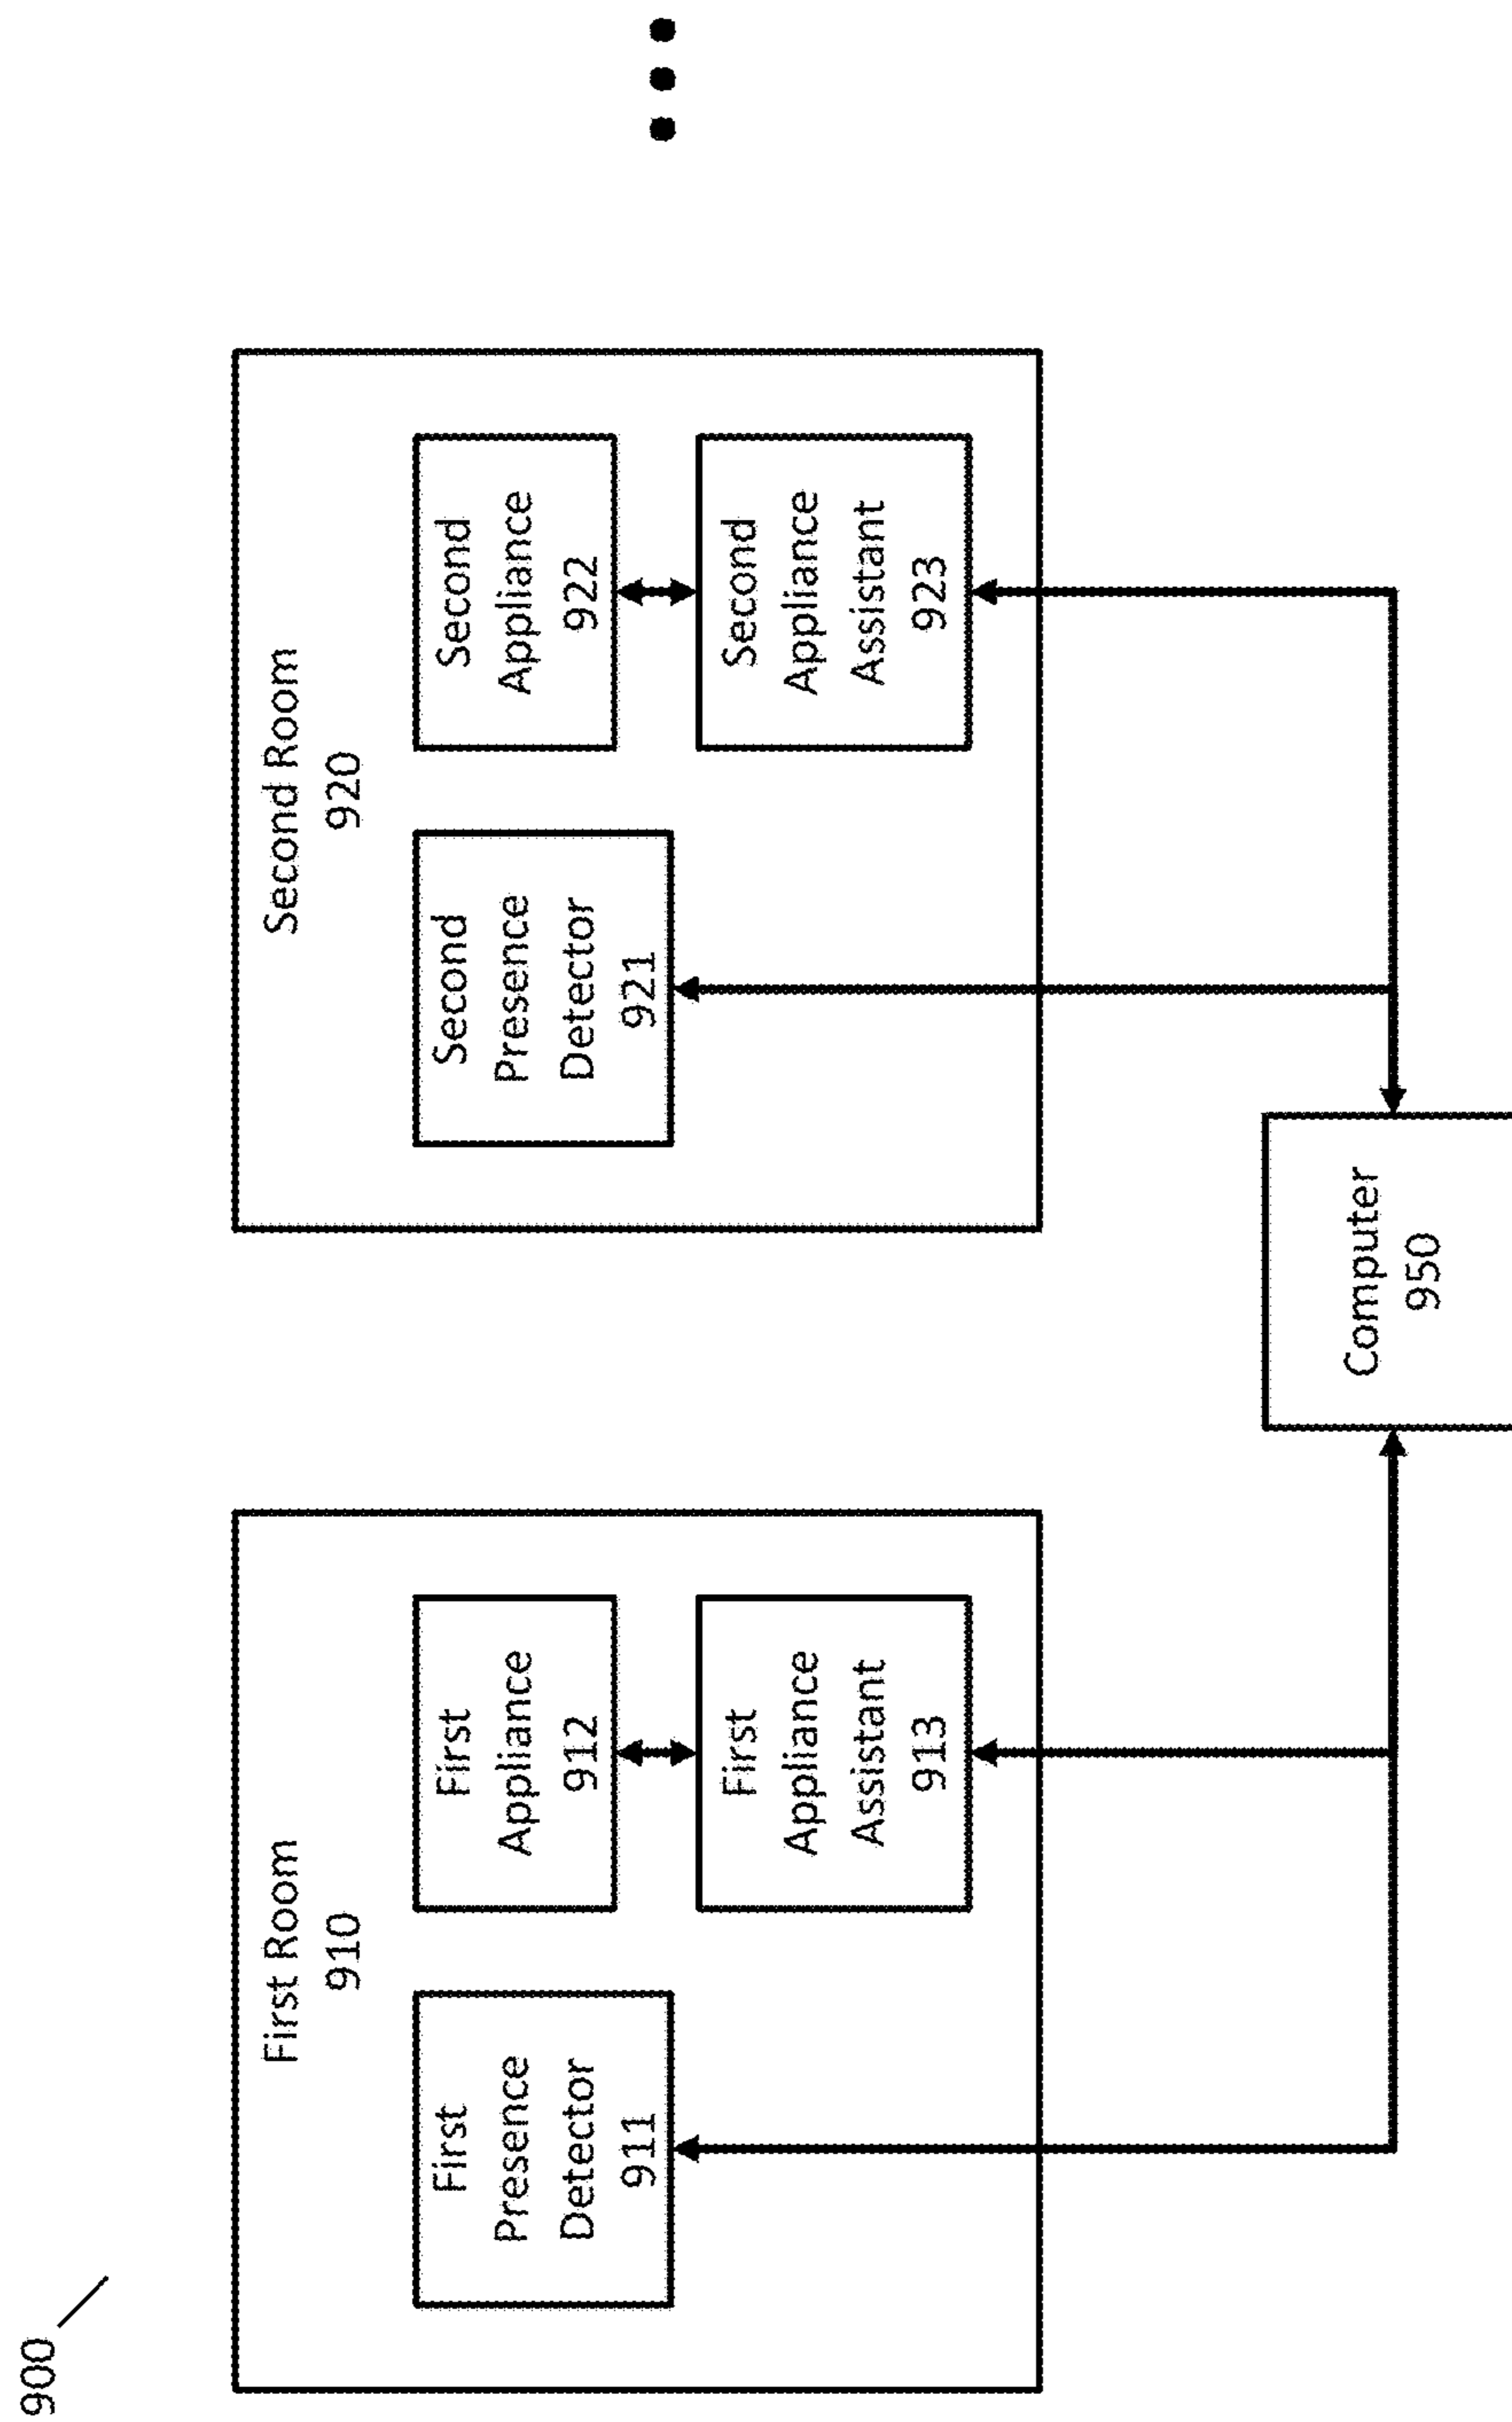 900
First Room
910
First
Presence
Detector
911
First
Appliance
912
First
Appliance
Assistant
913
Second Room
920
Second
Presence
Detector
921
Second
Appliance
922
Second
Appliance
Assistant
923
Computer
950